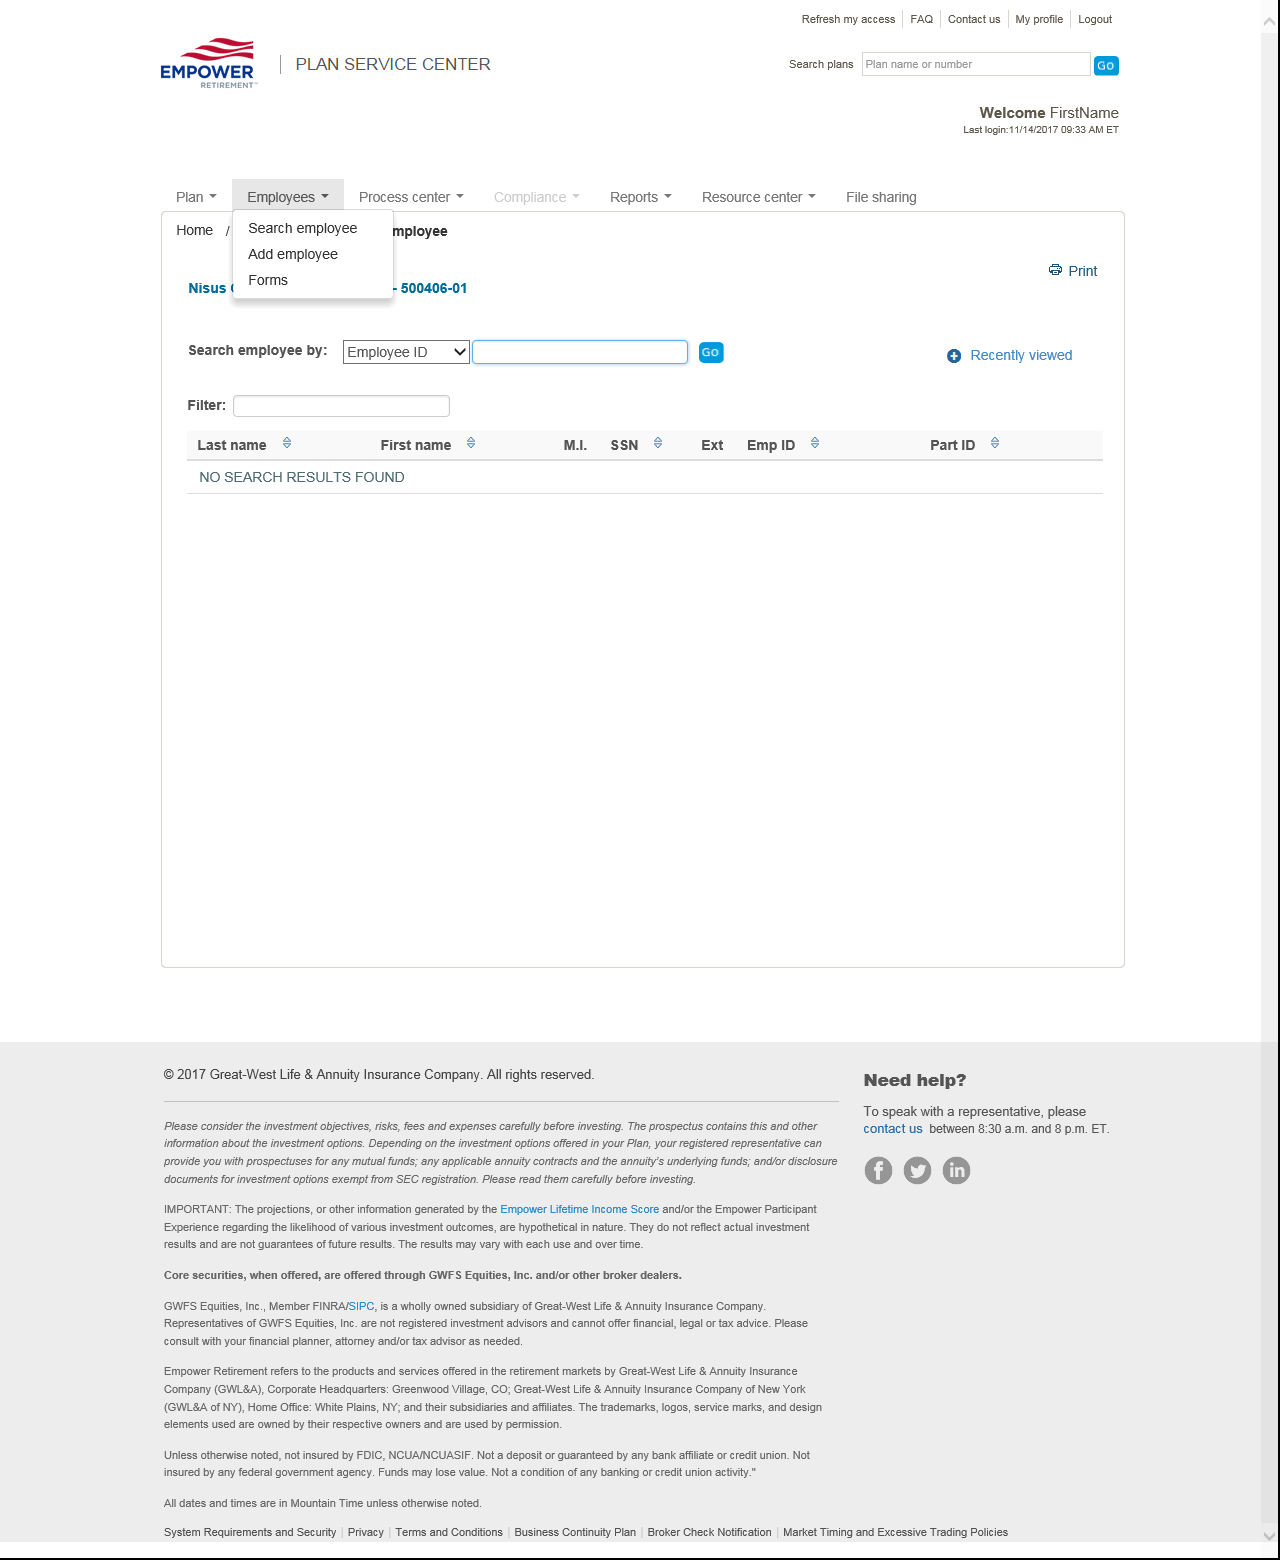 Refresh my access FAQ Contact us My profile Logout
EMPOWER RETIREMENT™ PLAN SERVICE CENTER
Search plans Plan name or number GO
Welcome FirstName
Last login:11/14/2017 09:33 AM ET
Plan Employees Process center Compliance Reports Resource center File sharing
Home / mployee
Search employee
Add employee
Forms
Print
Nisus - 500406-01
Search employee by: Employee ID GO
Recently viewed
Filter:
Last name First name M.I. SSN Ext Emp ID Part ID
NO SEARCH RESULTS FOUND
© 2017 Great-West Life & Annuity Insurance Company. All rights reserved.
Please consider the investment objectives, risks, fees and expenses carefully before investing. The prospectus contains this and other
information about the investment options. Depending on the investment options offered in your Plan, your registered representative can
provide you with prospectuses for any mutual funds; any applicable annuity contracts and the annuity's underlying funds; and/or disclosure
documents for investment options exempt from SEC registration. Please read them carefully before investing.
IMPORTANT: The projections, or other information generated by the Empower Lifetime Income Score and/or the Empower Participant
Experience regarding the likelihood of various investment outcomes, are hypothetical in nature. They do not reflect actual investment
results and are not guarantees of future results. The results may vary with each use and over time.
Core securities, when offered, are offered through GWFS Equities, Inc. and/or other broker dealers.
GWFS Equities, Inc., Member FINRA/SIPC, is a wholly owned subsidiary of Great-West Life & Annuity Insurance Company.
Representatives of GWFS Equities, Inc. are not registered investment advisors and cannot offer financial, legal or tax advice. Please
consult with your financial planner, attorney and/or tax advisor as needed.
Empower Retirement refers to the products and services offered in the retirement markets by Great-West Life & Annuity Insurance
Company (GWL&A), Corporate Headquarters: Greenwood Village, CO; Great-West Life & Annuity Insurance Company of New York
(GWL&A of NY), Home Office: White Plains, NY; and their subsidiaries and affiliates. The trademarks, logos, service marks, and design
elements used are owned by their respective owners and are used by permission.
Unless otherwise noted, not insured by FDIC, NCUA/NCUASIF. Not a deposit or guaranteed by any bank affiliate or credit union. Not
insured by any federal government agency. Funds may lose value. Not a condition of any banking or credit union activity."
All dates and times are in Mountain Time unless otherwise noted.
System Requirements and Security | Privacy | Terms and Conditions | Business Continuity Plan | Broker Check Notification | Market Timing and Excessive Trading Policies
Need help?
To speak with a representative, please
contact us between 8:30 a.m. and 8 p.m. ET.